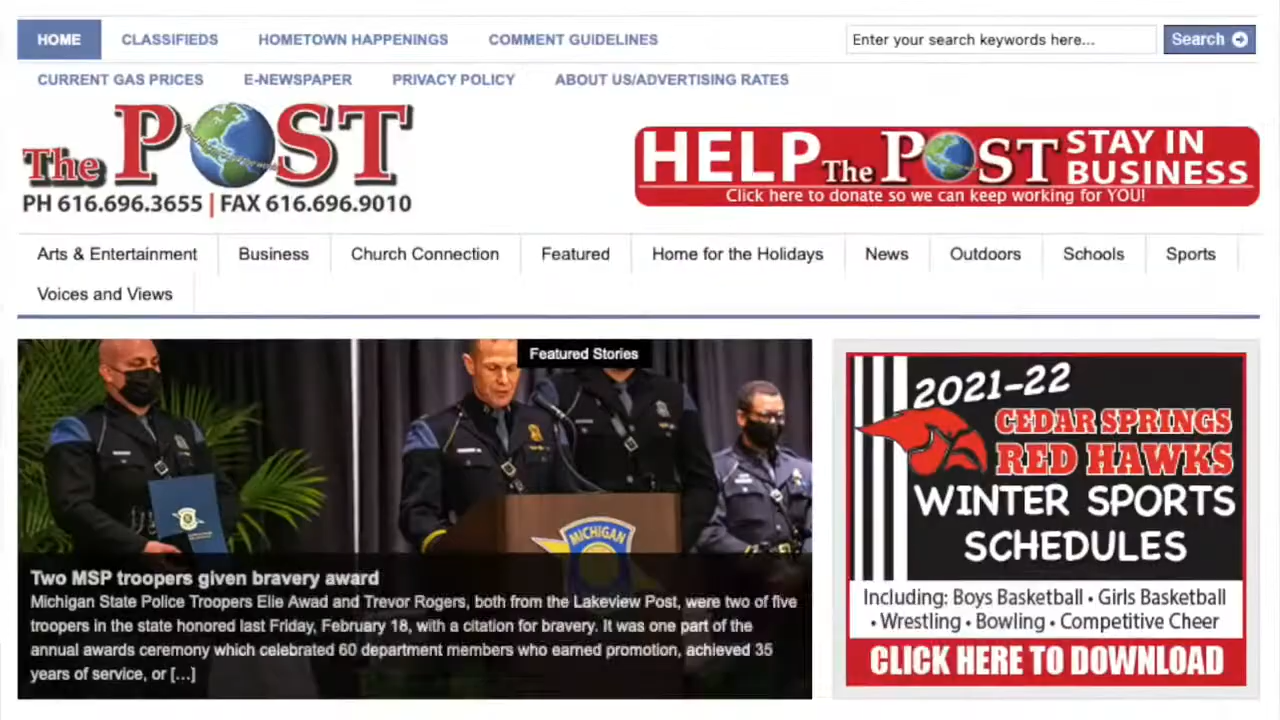 HOME CLASSIFIEDS HOMETOWN HAPPENINGS COMMENT GUIDELINES
Enter your search keywords here... Search
CURRENT GAS PRICES E-NEWSPAPER PRIVACY POLICY ABOUT US/ADVERTISING RATES
The POST
PH 616.696.3655 | FAX 616.696.9010
HELP The POST STAY IN BUSINESS
Click here to donate so we can keep working for YOU!
Arts & Entertainment Business Church Connection Featured Home for the Holidays News Outdoors Schools Sports
Voices and Views
Featured Stories
MICHIGAN
Two MSP troopers given bravery award
Michigan State Police Troopers Elie Awad and Trevor Rogers, both from the Lakeview Post, were two of five
troopers in the state honored last Friday, February 18, with a citation for bravery. It was one part of the
annual awards ceremony which celebrated 60 department members who earned promotion, achieved 35
years of service, or [...]
2021-22
CEDAR SPRINGS
RED HAWKS
WINTER SPORTS
SCHEDULES
Including: Boys Basketball • Girls Basketball
• Wrestling • Bowling • Competitive Cheer
CLICK HERE TO DOWNLOAD